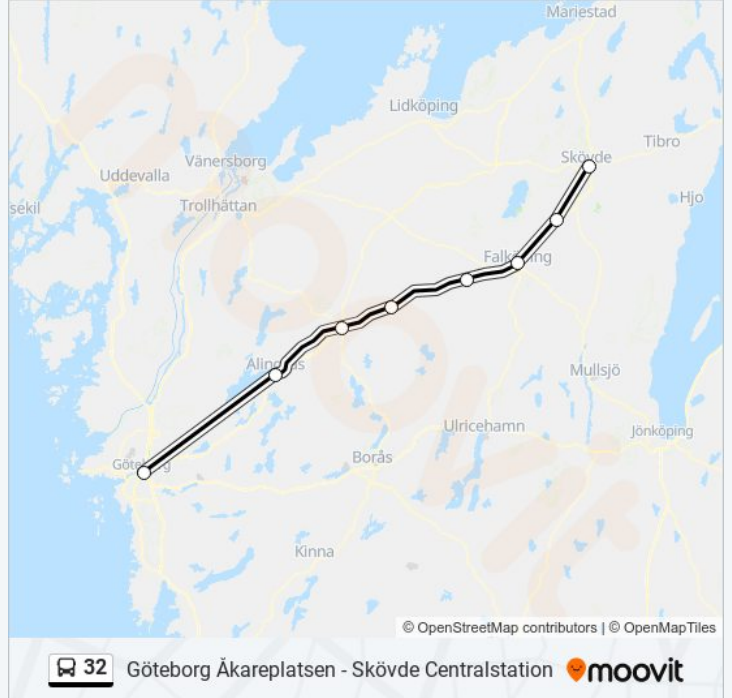 Mariestad
Lidköping
Tibro
Skövde
Vänersborg
Uddevalla
Hjo
Trollhättan
sekil
Falköping
Alingsås
Mullsjö
Ulricehamn
Jönköping
Borås
Göteborg
Kinna
moovit
© OpenStreetMap contributors | © OpenMapTiles
32 Göteborg Åkareplatsen - Skövde Centralstation moovit